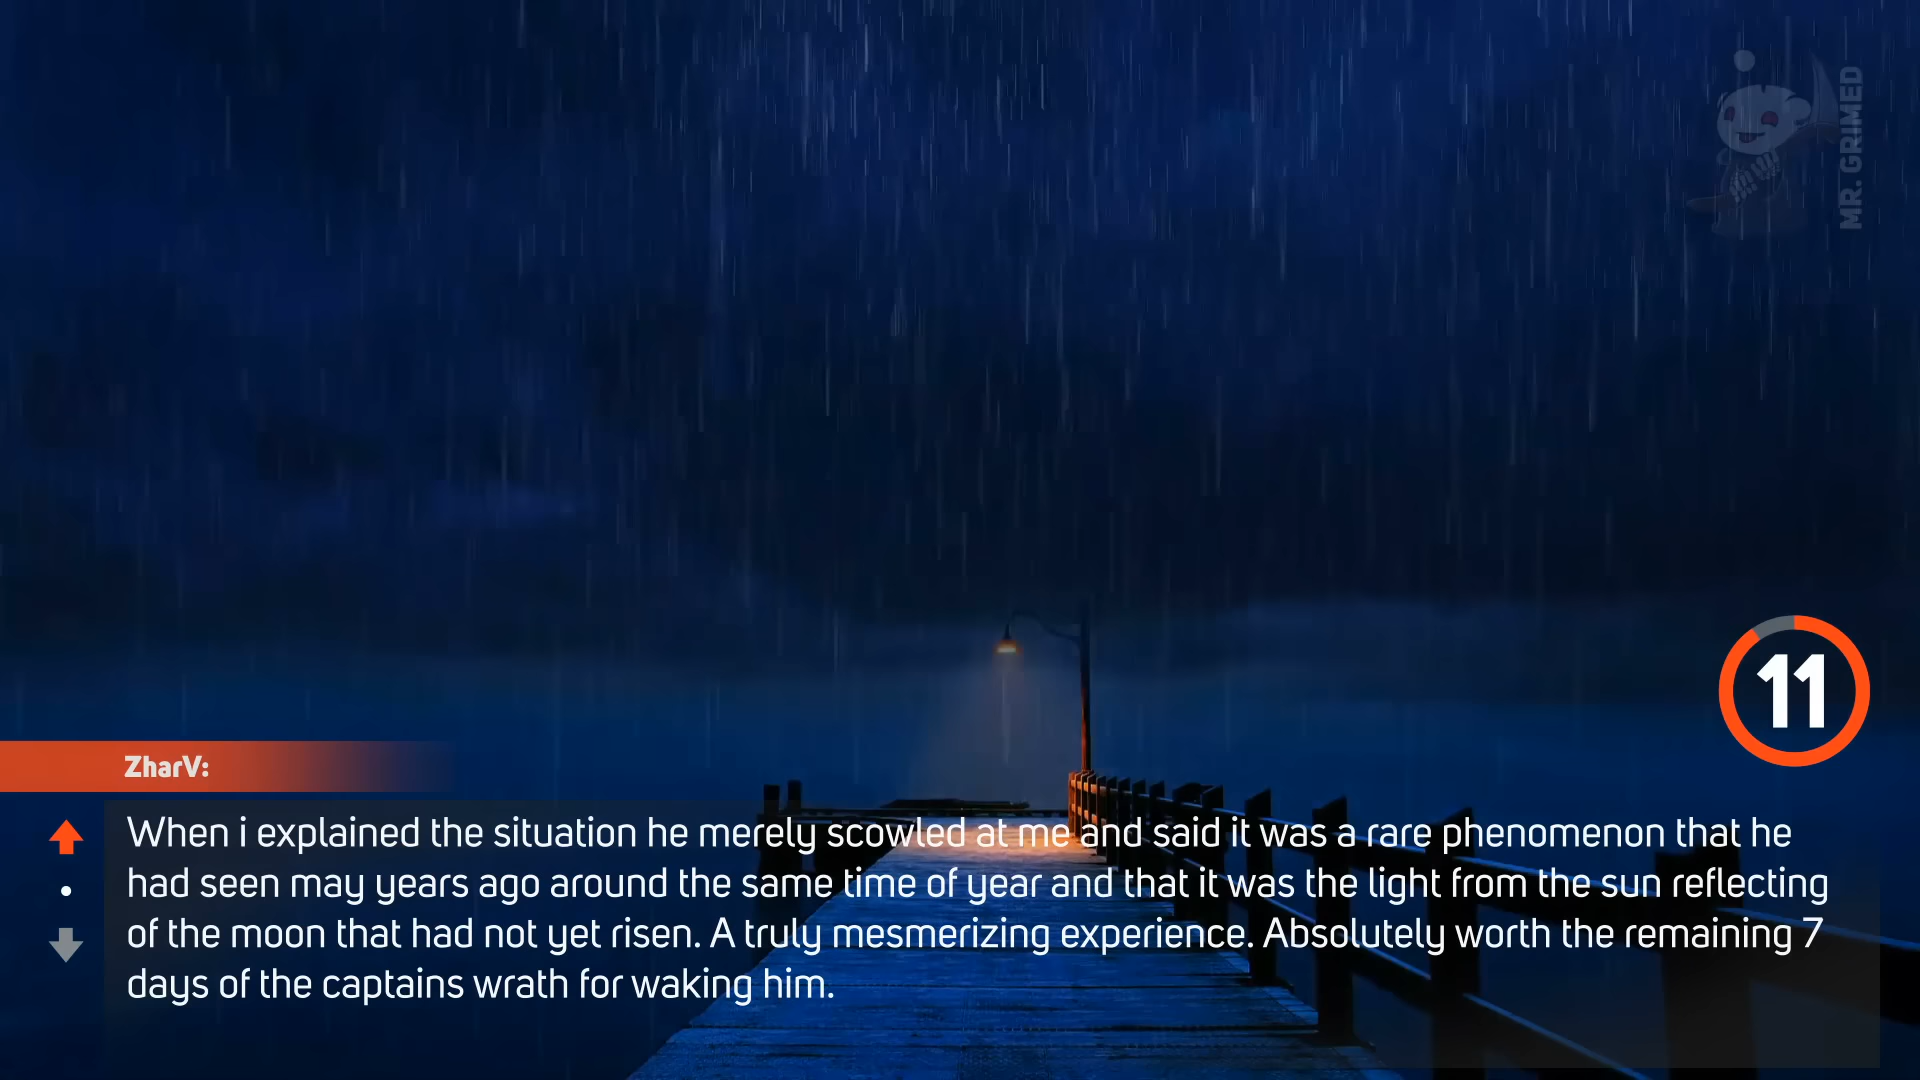 MR. GRIMED
11
ZharV:
When i explained the situation he merely scowled at me and said it was a rare phenomenon that he
had seen may years ago around the same time of year and that it was the light from the sun reflecting
of the moon that had not yet risen. A truly mesmerizing experience. Absolutely worth the remaining 7
days of the captains wrath for waking him.